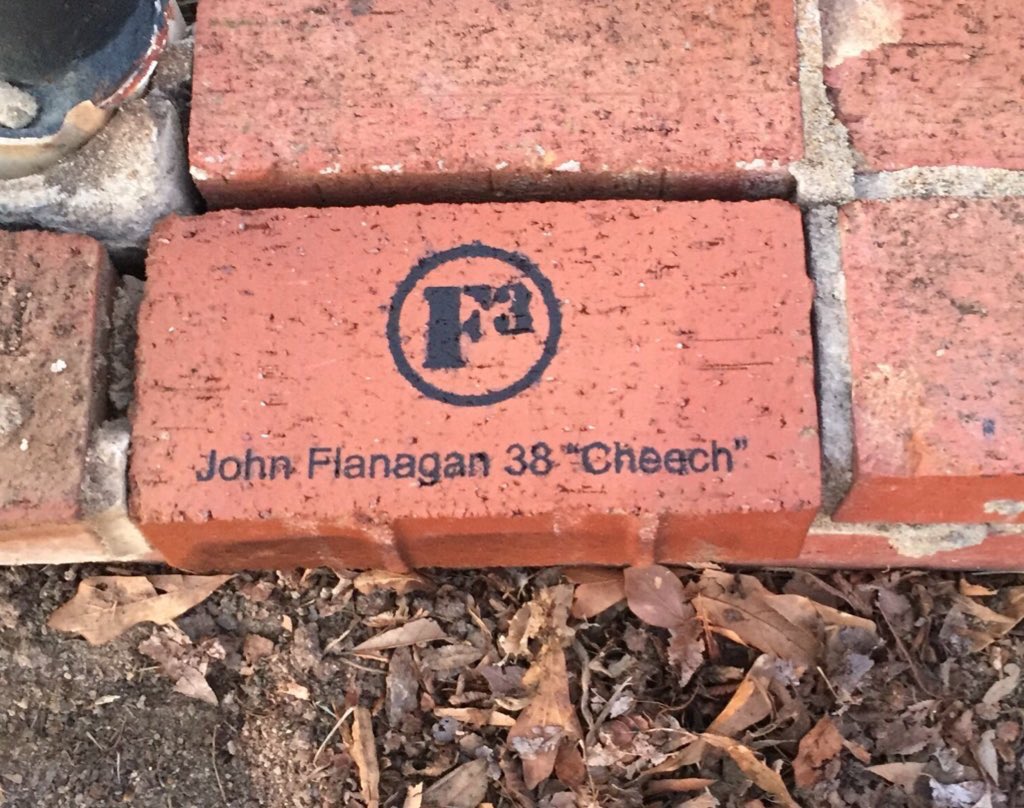 F3
John Flanagan 38 “Cheech”